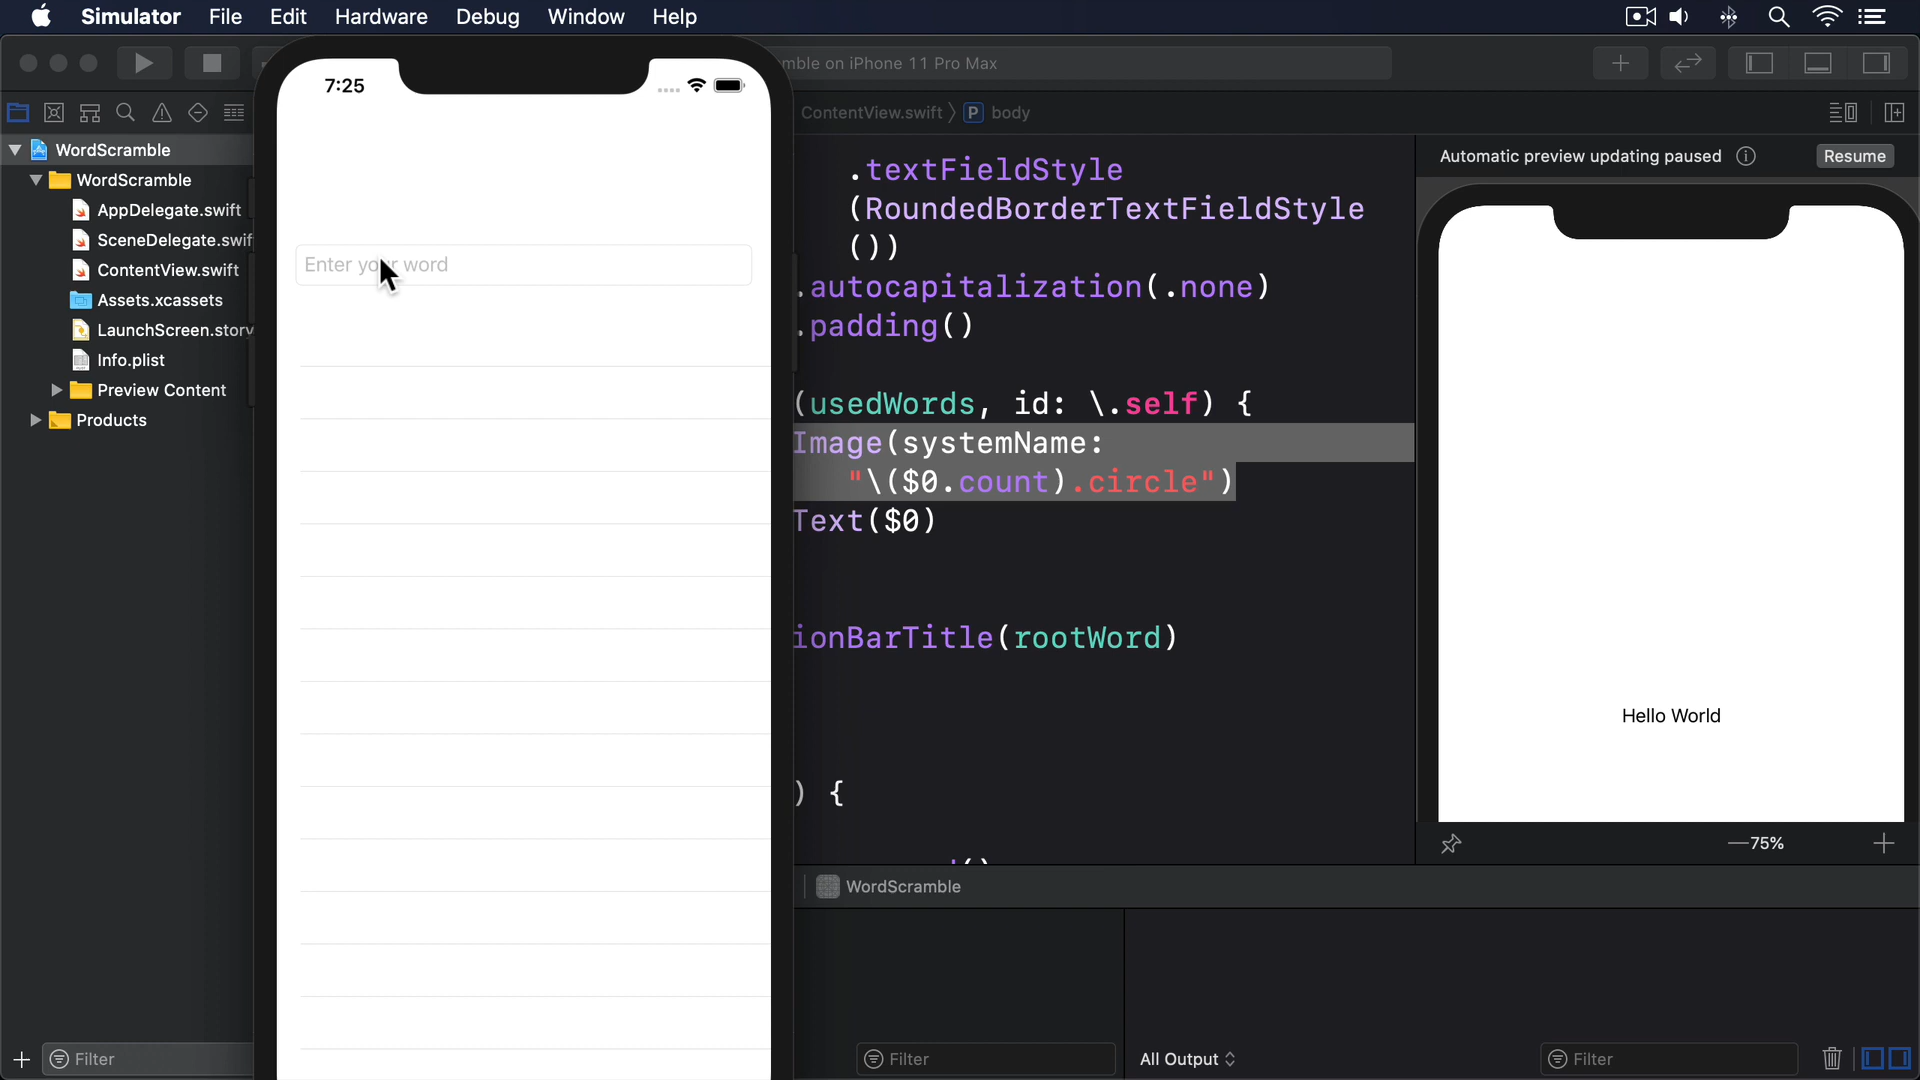 Simulator File Edit Hardware Debug Window Help
mble on iPhone 11 Pro Max
7:25
ContentView.swift P body
WordScramble
WordScramble
AppDelegate.swift
SceneDelegate.swif
ContentView.swift
Assets.xcassets
LaunchScreen.story
Info.plist
Preview Content
Products
Filter
Enter your word
.textFieldStyle
(RoundedBorderTextFieldStyle
())
.autocapitalization(.none)
.padding()
(usedWords, id: \.self) {
Image(systemName:
"\($0.count).circle")
Text($0)
ionBarTitle(rootWord)
) {
Automatic preview updating paused Resume
Hello World
75%
WordScramble
Filter
All Output
Filter